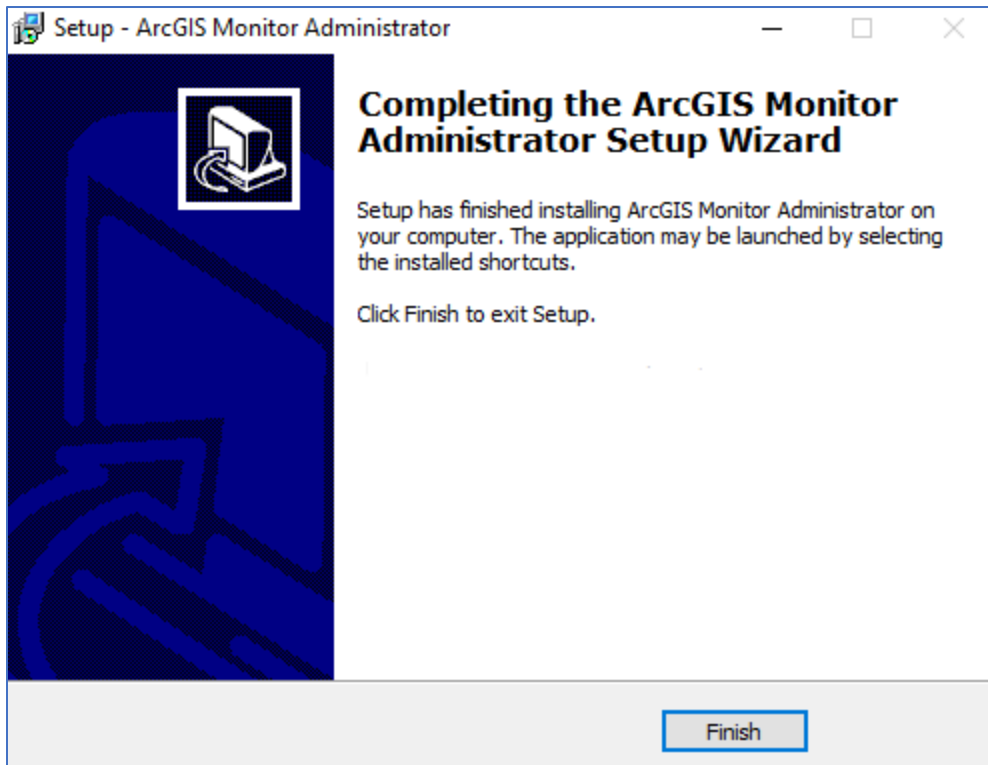 Setup - ArcGIS Monitor Administrator
Completing the ArcGIS Monitor
Administrator Setup Wizard
Setup has finished installing ArcGIS Monitor Administrator on
your computer. The application may be launched by selecting
the installed shortcuts.
Click Finish to exit Setup.
Finish